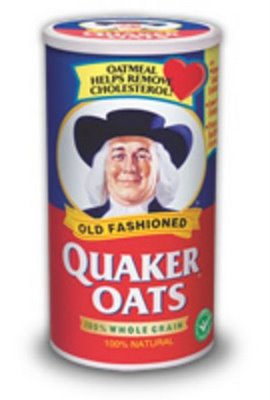 OATMEAL
HELPS REMOVE
CHOLESTEROL!
OLD FASHIONED
QUAKER
OATS
100% WHOLE GRAIN
100% NATURAL